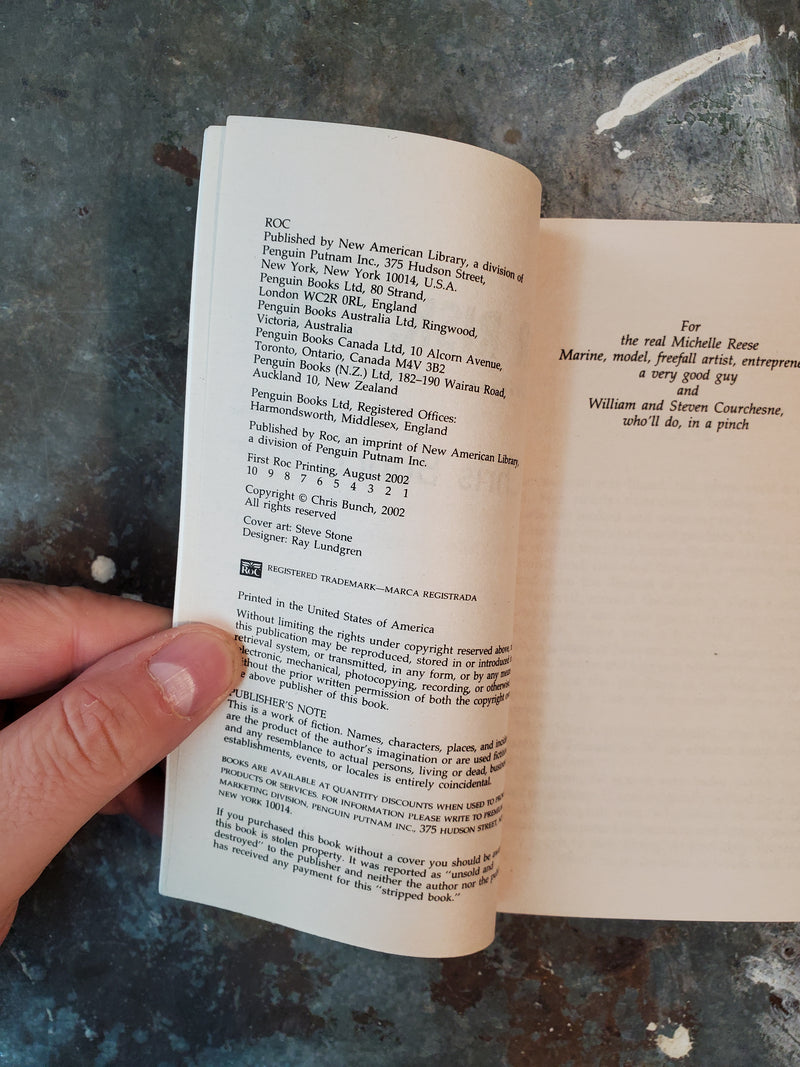 ROC
Published by New American Library, a division of
Penguin Putnam Inc., 375 Hudson Street,
New York, New York 10014, U.S.A.
Penguin Books Ltd, 80 Strand,
London WC2R 0RL, England
Penguin Books Australia Ltd, Ringwood,
Victoria, Australia
Penguin Books Canada Ltd, 10 Alcorn Avenue,
Toronto, Ontario, Canada M4V 3B2
Penguin Books (N.Z.) Ltd, 182–190 Wairau Road,
Auckland 10, New Zealand
Penguin Books Ltd, Registered Offices:
Harmondsworth, Middlesex, England
Published by Roc, an imprint of New American Library,
a division of Penguin Putnam Inc.
First Roc Printing, August 2002
10 9 8 7 6 5 4 3 2 1
Copyright © Chris Bunch, 2002
All rights reserved
Cover art: Steve Stone
Designer: Ray Lundgren
ROC REGISTERED TRADEMARK—MARCA REGISTRADA
Printed in the United States of America
Without limiting the rights under copyright reserved above,
this publication may be reproduced, stored in or introduced
retrieval system, or transmitted, in any form, or by any
electronic, mechanical, photocopying, recording, or otherwise
without the prior written permission of both the copyright
above publisher of this book.
PUBLISHER'S NOTE
This is a work of fiction. Names, characters, places, and
are the product of the author's imagination or are used
and any resemblance to actual persons, living or dead,
establishments, events, or locales is entirely coincidental.
BOOKS ARE AVAILABLE AT QUANTITY DISCOUNTS WHEN USED TO
PRODUCTS OR SERVICES. FOR INFORMATION PLEASE WRITE TO
MARKETING DIVISION, PENGUIN PUTNAM INC., 375 HUDSON STREET,
NEW YORK 10014.
If you purchased this book without a cover you should be
this book is stolen property. It was reported as "unsold and
destroyed" to the publisher and neither the author nor the
has received any payment for this "stripped book."
For
the real Michelle Reese
Marine, model, freefall artist,
a very good guy
and
William and Steven Courchesne,
who'll do, in a pinch